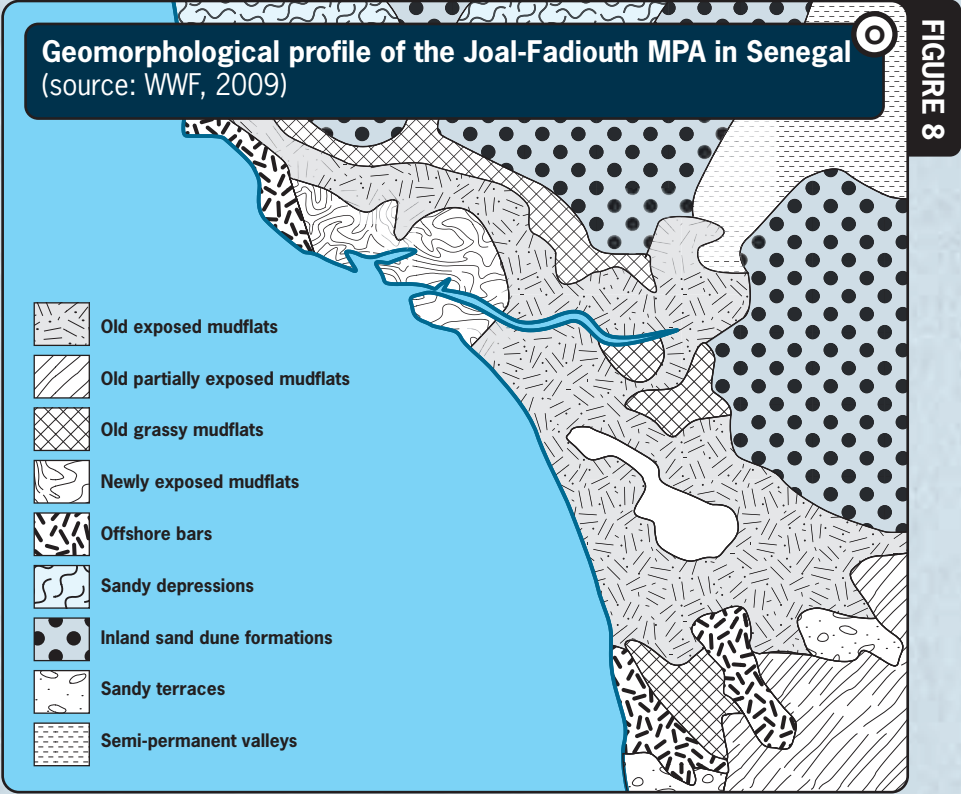 Geomorphological profile of the Joal-Fadiouth MPA in Senegal
(source: WWF, 2009)
FIGURE 8
Old exposed mudflats
Old partially exposed mudflats
Old grassy mudflats
Newly exposed mudflats
Offshore bars
Sandy depressions
Inland sand dune formations
Sandy terraces
Semi-permanent valleys